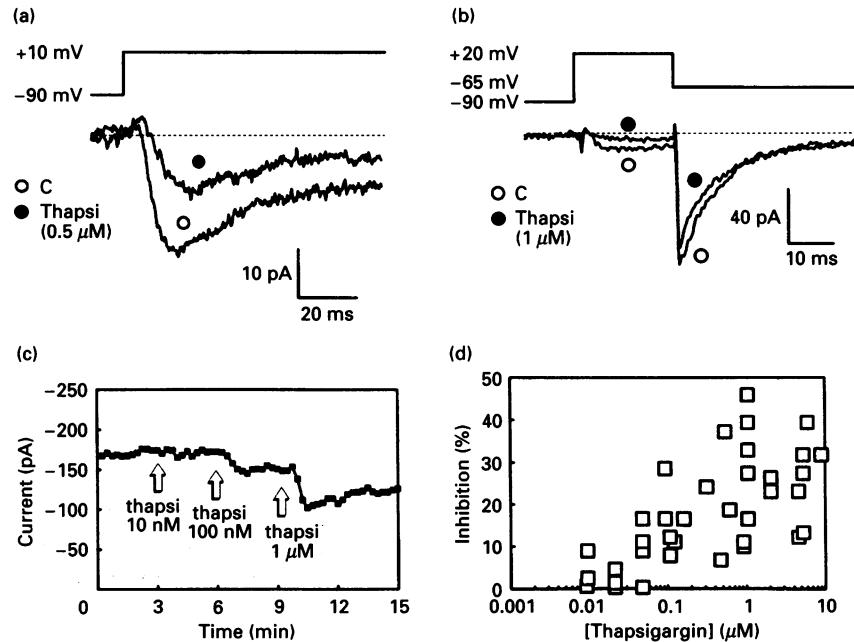 (a)
+10 mV
−90 mV
C
Thapsi
(0.5 μM)
10 pA
20 ms
(b)
+20 mV
−65 mV
−90 mV
C
Thapsi
(1 μM)
40 pA
10 ms
(c)
−250
−200
−150
−100
−50
0
Current (pA)
thapsi
10 nM
thapsi
100 nM
thapsi
1 μM
0
3
6
9
12
15
Time (min)
(d)
50
40
30
20
10
0
Inhibition (%)
0.001
0.01
0.1
1
10
[Thapsigargin] (μM)